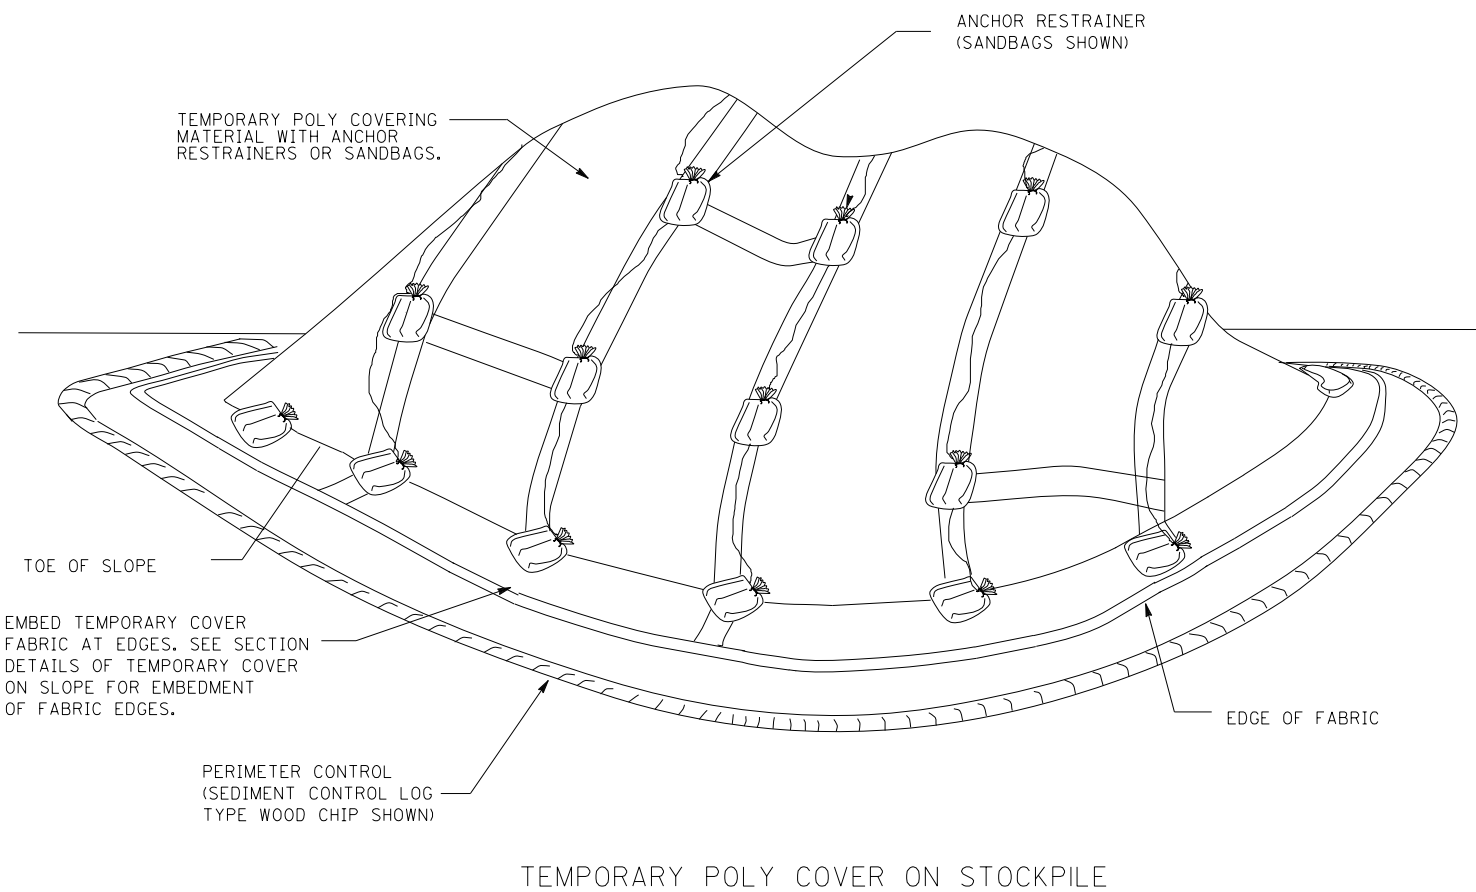 ANCHOR RESTRAINER
(SANDBAGS SHOWN)
TEMPORARY POLY COVERING
MATERIAL WITH ANCHOR
RESTRAINERS OR SANDBAGS.
TOE OF SLOPE
EMBED TEMPORARY COVER
FABRIC AT EDGES. SEE SECTION
DETAILS OF TEMPORARY COVER
ON SLOPE FOR EMBEDMENT
OF FABRIC EDGES.
EDGE OF FABRIC
PERIMETER CONTROL
(SEDIMENT CONTROL LOG
TYPE WOOD CHIP SHOWN)
TEMPORARY POLY COVER ON STOCKPILE